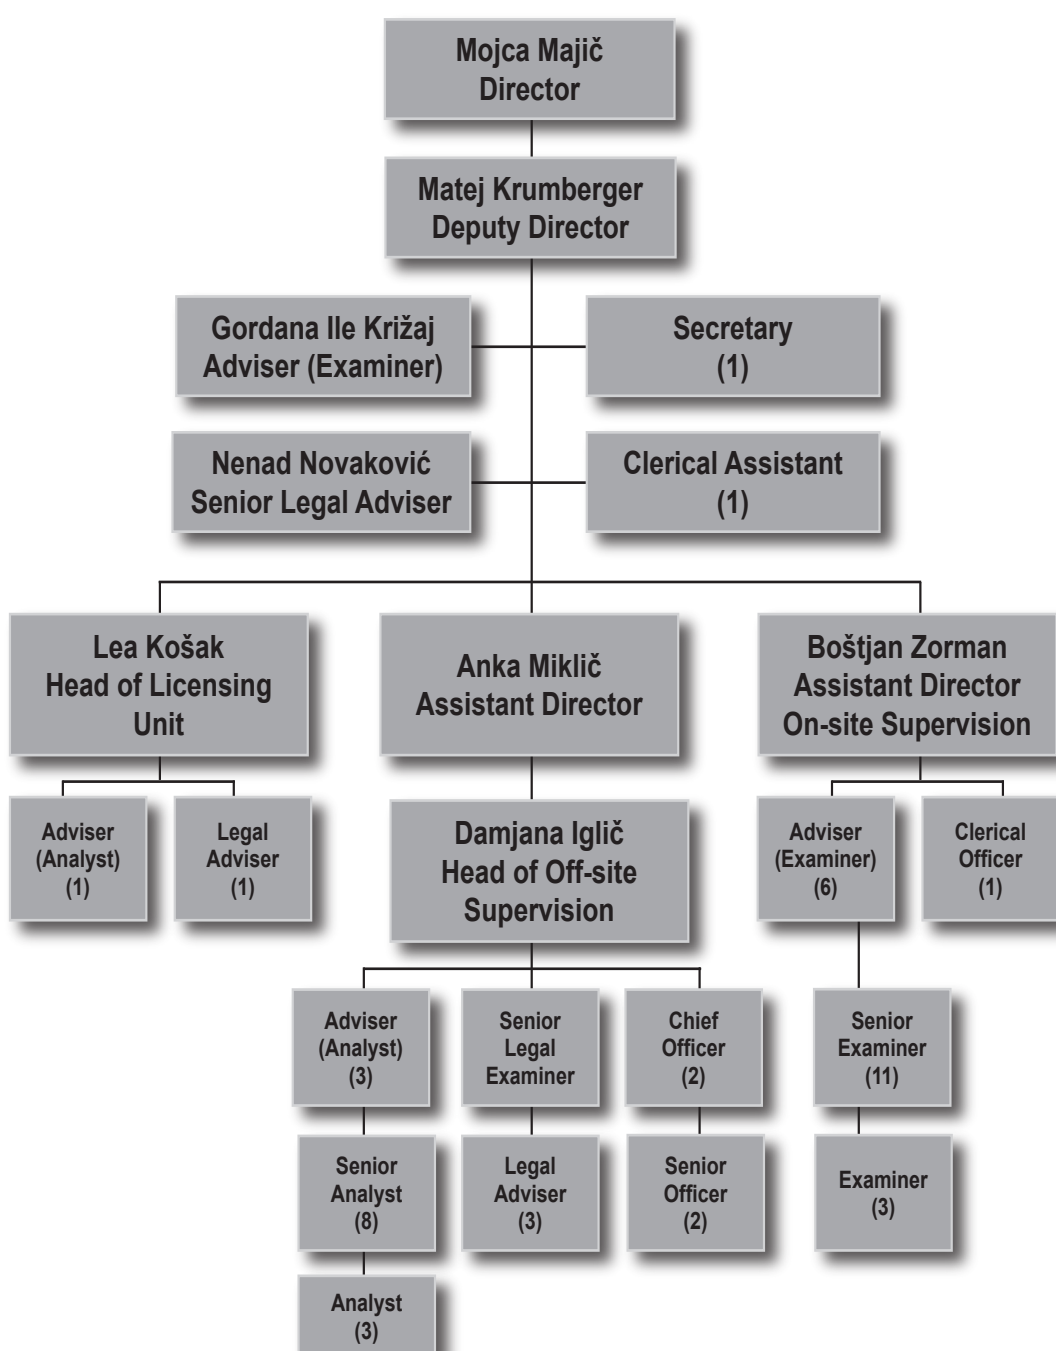 Mojca Majič
Director
Matej Krumberger
Deputy Director
Gordana Ile Križaj
Adviser (Examiner)
Secretary
(1)
Nenad Novaković
Senior Legal Adviser
Clerical Assistant
(1)
Lea Košak
Head of Licensing
Unit
Anka Miklič
Assistant Director
Boštjan Zorman
Assistant Director
On-site Supervision
Adviser
(Analyst)
(1)
Legal
Adviser
(1)
Damjana Iglič
Head of Off-site
Supervision
Adviser
(Examiner)
(6)
Clerical
Officer
(1)
Adviser
(Analyst)
(3)
Senior
Legal
Examiner
Chief
Officer
(2)
Senior
Examiner
(11)
Senior
Analyst
(8)
Legal
Adviser
(3)
Senior
Officer
(2)
Examiner
(3)
Analyst
(3)